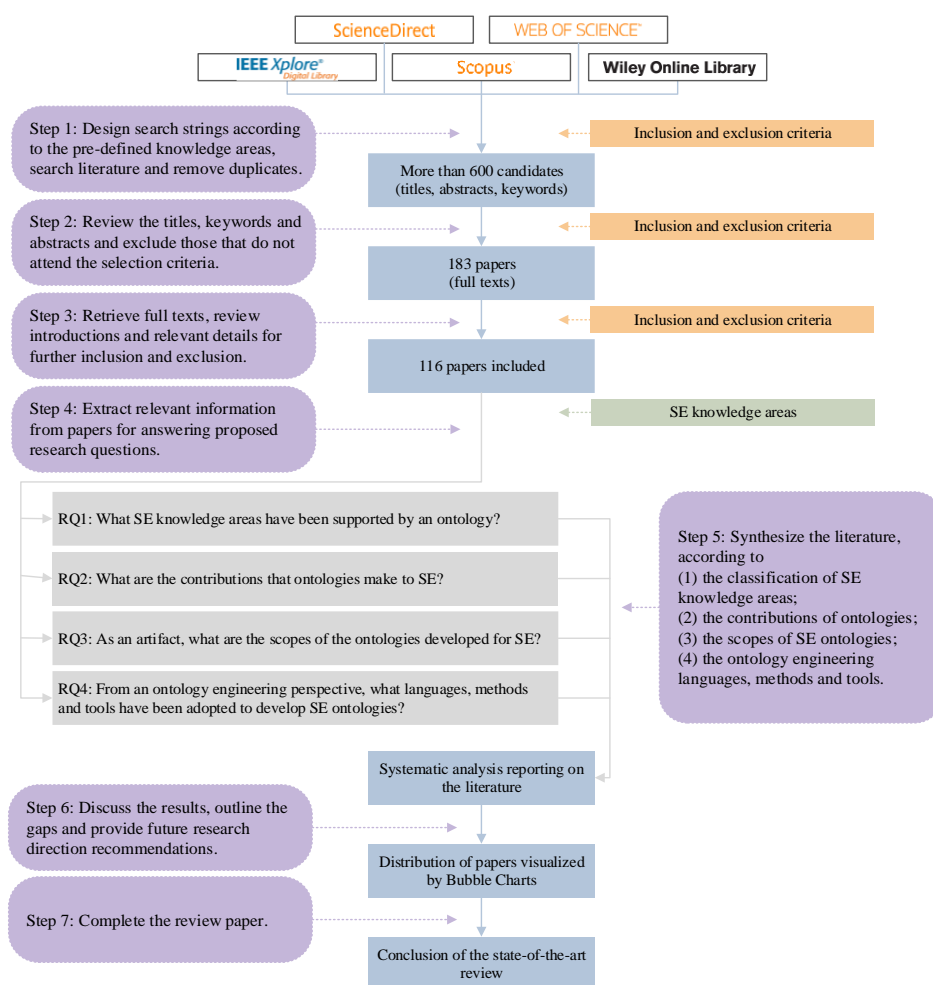 ScienceDirect
WEB OF SCIENCE™
IEEE Xplore®
Digital Library
Scopus
Wiley Online Library
Step 1: Design search strings according
to the pre-defined knowledge areas,
search literature and remove duplicates.
Inclusion and exclusion criteria
More than 600 candidates
(titles, abstracts, keywords)
Step 2: Review the titles, keywords and
abstracts and exclude those that do not
attend the selection criteria.
Inclusion and exclusion criteria
183 papers
(full texts)
Step 3: Retrieve full texts, review
introductions and relevant details for
further inclusion and exclusion.
Inclusion and exclusion criteria
116 papers included
Step 4: Extract relevant information
from papers for answering proposed
research questions.
SE knowledge areas
RQ1: What SE knowledge areas have been supported by an ontology?
RQ2: What are the contributions that ontologies make to SE?
RQ3: As an artifact, what are the scopes of the ontologies developed for SE?
RQ4: From an ontology engineering perspective, what languages, methods
and tools have been adopted to develop SE ontologies?
Step 5: Synthesize the literature,
according to
(1) the classification of SE
knowledge areas;
(2) the contributions of ontologies;
(3) the scopes of SE ontologies;
(4) the ontology engineering
languages, methods and tools.
Systematic analysis reporting on
the literature
Step 6: Discuss the results, outline the
gaps and provide future research
direction recommendations.
Distribution of papers visualized
by Bubble Charts
Step 7: Complete the review paper.
Conclusion of the state-of-the-art
review